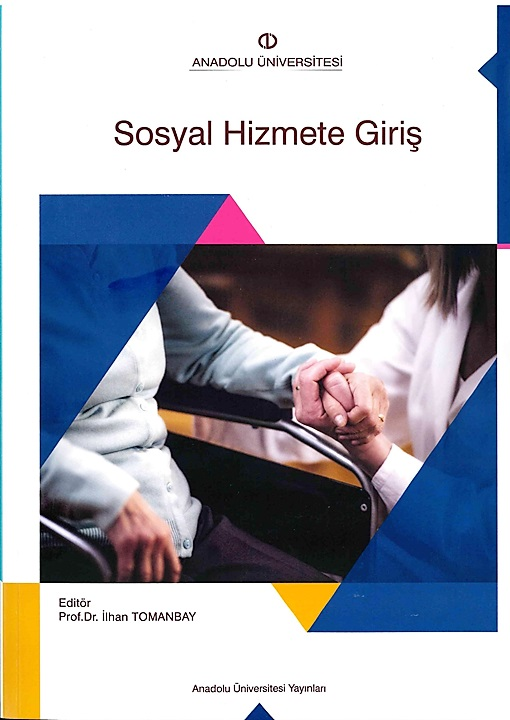 ANADOLU ÜNİVERSİTESİ
Sosyal Hizmete Giriş
Editör
Prof.Dr. İlhan TOMANBAY
Anadolu Üniversitesi Yayınları